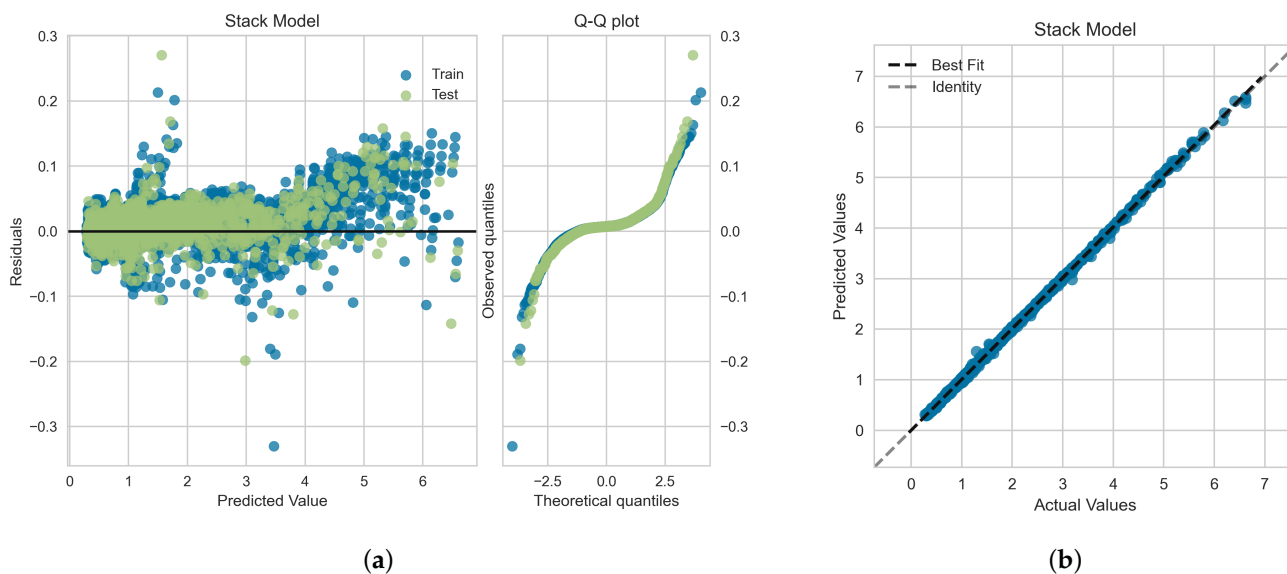 Stack Model
0.3
0.2
0.1
0.0
−0.1
−0.2
−0.3
Residuals
0 1 2 3 4 5 6
Predicted Value
Train
Test
Q-Q plot
0.3
0.2
0.1
0.0
−0.1
−0.2
−0.3
Observed quantiles
−2.5 0.0 2.5
Theoretical quantiles
(a)
Stack Model
Best Fit
Identity
7
6
5
4
3
2
1
0
Predicted Values
0 1 2 3 4 5 6 7
Actual Values
(b)